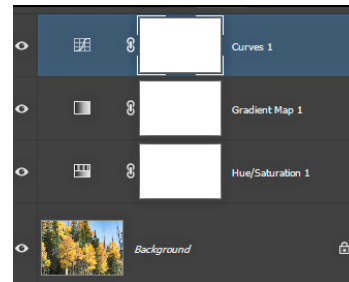 Curves 1
Gradient Map 1
Hue/Saturation 1
Background